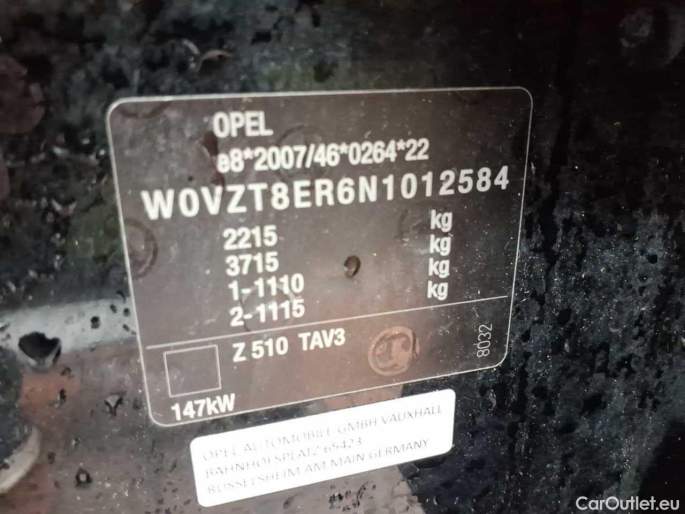 OPEL
e8*2007/46*0264*22
W0VZT8ER6N1012584
2215 kg
3715 kg
1-1110 kg
2-1115 kg
Z 510 TAV3
8032
147kW
OPEL AUTOMOBILE GMBH VAUXHALL
BAHNHOFSPLATZ 65423
RÜSSELSHEIM AM MAIN GERMANY
CarOutlet.eu